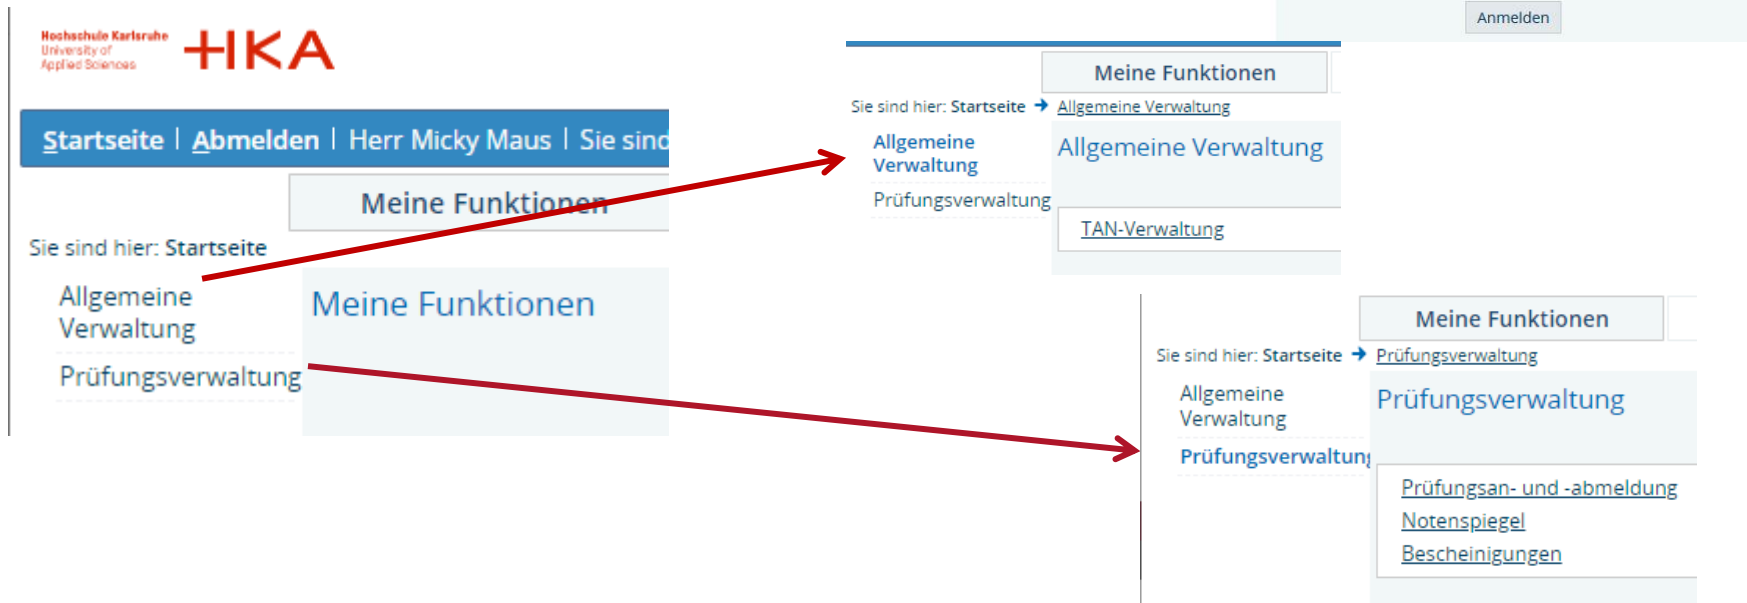 Hochschule Karlsruhe
University of
Applied Sciences
HKA
Startseite | Abmelden | Herr Micky Maus | Sie sind
Meine Funktionen
Sie sind hier: Startseite
Allgemeine
Verwaltung
Prüfungsverwaltung
Meine Funktionen
Anmelden
Meine Funktionen
Sie sind hier: Startseite → Allgemeine Verwaltung
Allgemeine
Verwaltung
Prüfungsverwaltung
Allgemeine Verwaltung
TAN-Verwaltung
Meine Funktionen
Sie sind hier: Startseite → Prüfungsverwaltung
Allgemeine
Verwaltung
Prüfungsverwaltung
Prüfungsverwaltung
Prüfungsan- und -abmeldung
Notenspiegel
Bescheinigungen